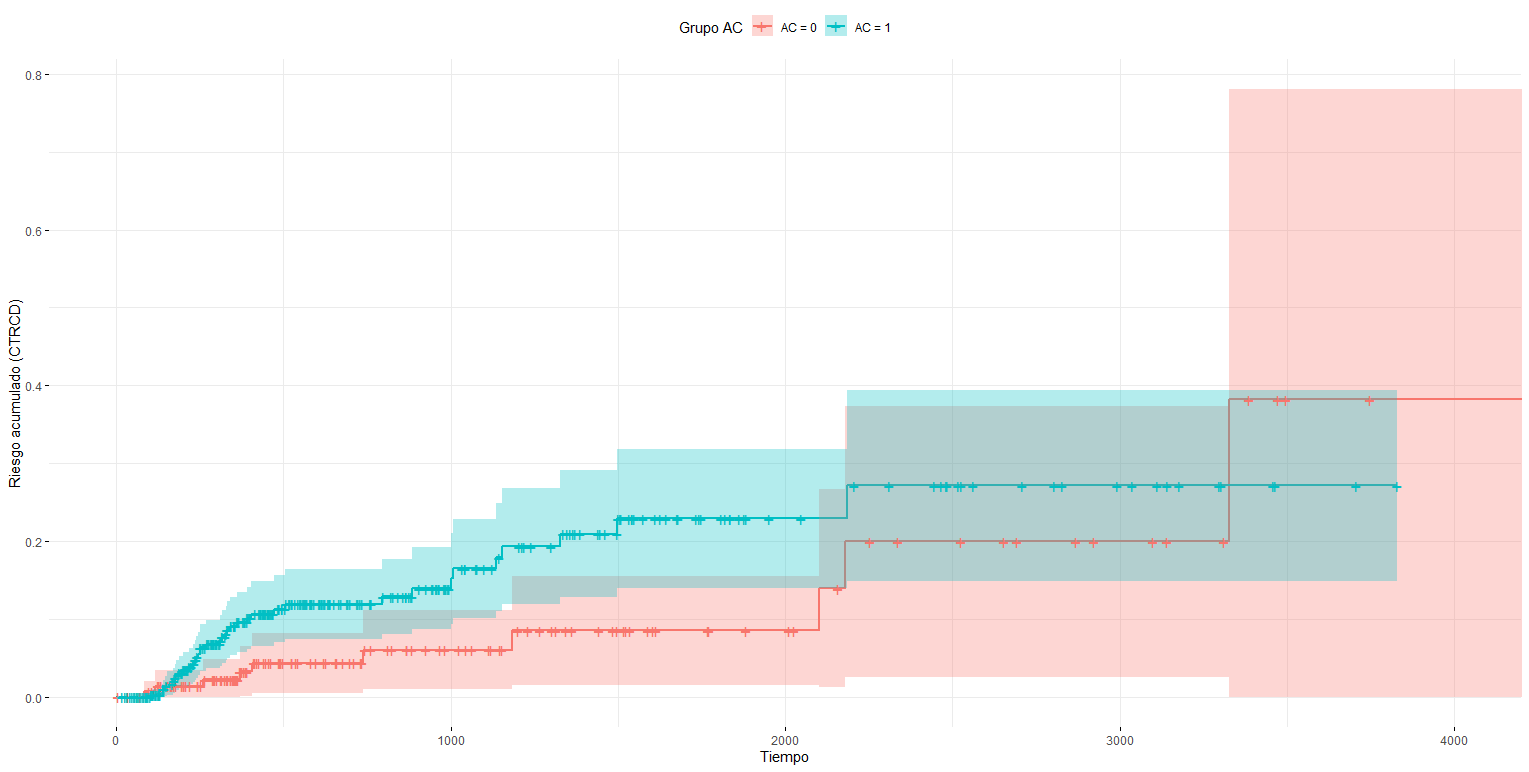 Grupo AC AC = 0 AC = 1
Riesgo acumulado (CTRCD)
0.8
0.6
0.4
0.2
0.0
0 1000 2000 3000 4000
Tiempo